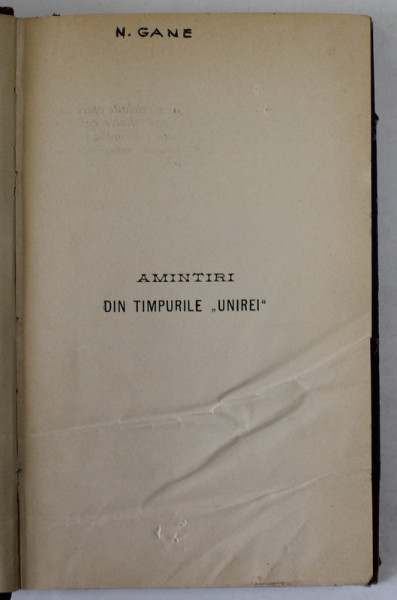 N. GANE
AMINTIRI
DIN TIMPURILE „UNIREI“